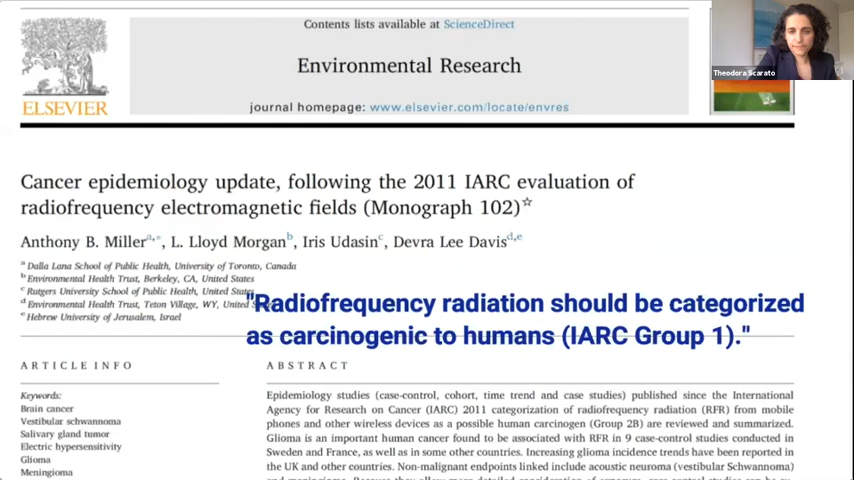 Contents lists available at ScienceDirect
Environmental Research
journal homepage: www.elsevier.com/locate/envres
ELSEVIER
Theodora Scarato
Cancer epidemiology update, following the 2011 IARC evaluation of
radiofrequency electromagnetic fields (Monograph 102)☆
Anthony B. Miller a,*, L. Lloyd Morgan b, Iris Udasin c, Devra Lee Davis d,e
a Dalla Lana School of Public Health, University of Toronto, Canada
b Environmental Health Trust, Berkeley, CA, United States
c Rutgers University School of Public Health, United States
d Environmental Health Trust, Teton Village, WY, United
e Hebrew University of Jerusalem, Israel
"Radiofrequency radiation should be categorized
as carcinogenic to humans (IARC Group 1)."
ARTICLE INFO
Keywords:
Brain cancer
Vestibular schwannoma
Salivary gland tumor
Electric hypersensitivity
Glioma
Meningioma
ABSTRACT
Epidemiology studies (case-control, cohort, time trend and case studies) published since the International
Agency for Research on Cancer (IARC) 2011 categorization of radiofrequency radiation (RFR) from mobile
phones and other wireless devices as a possible human carcinogen (Group 2B) are reviewed and summarized.
Glioma is an important human cancer found to be associated with RFR in 9 case-control studies conducted in
Sweden and France, as well as in some other countries. Increasing glioma incidence trends have been reported
in the UK and other countries. Non-malignant endpoints linked include acoustic neuroma (vestibular Schwannoma)